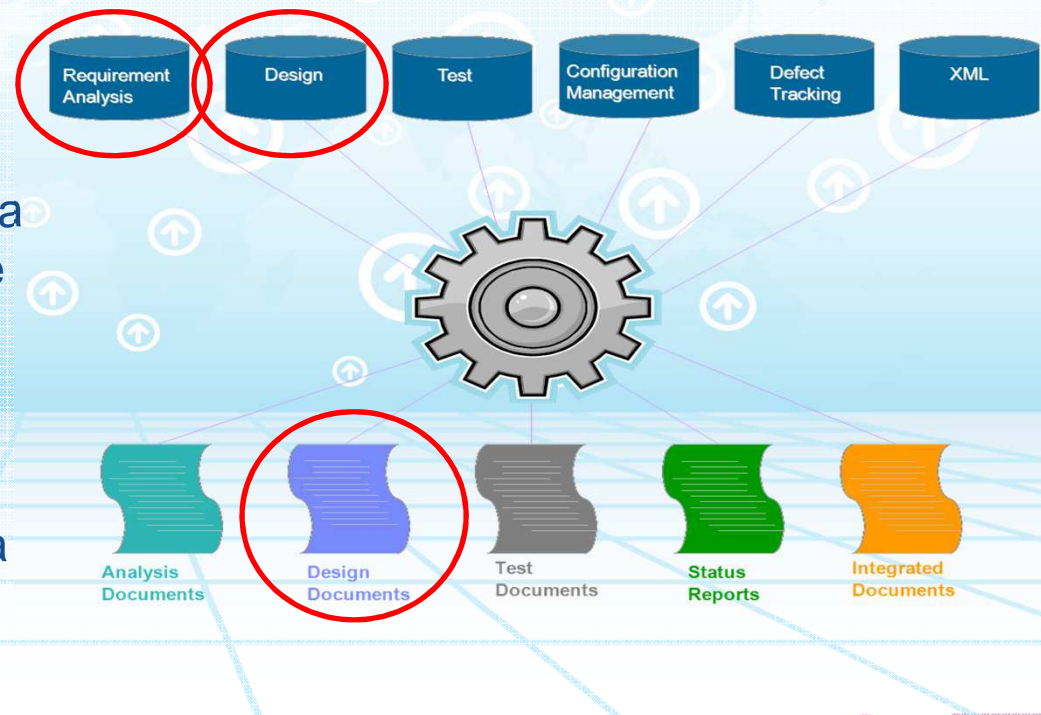 Requirement
Analysis
Design
Test
Configuration
Management
Defect
Tracking
XML
a
e
a
Analysis
Documents
Design
Documents
Test
Documents
Status
Reports
Integrated
Documents